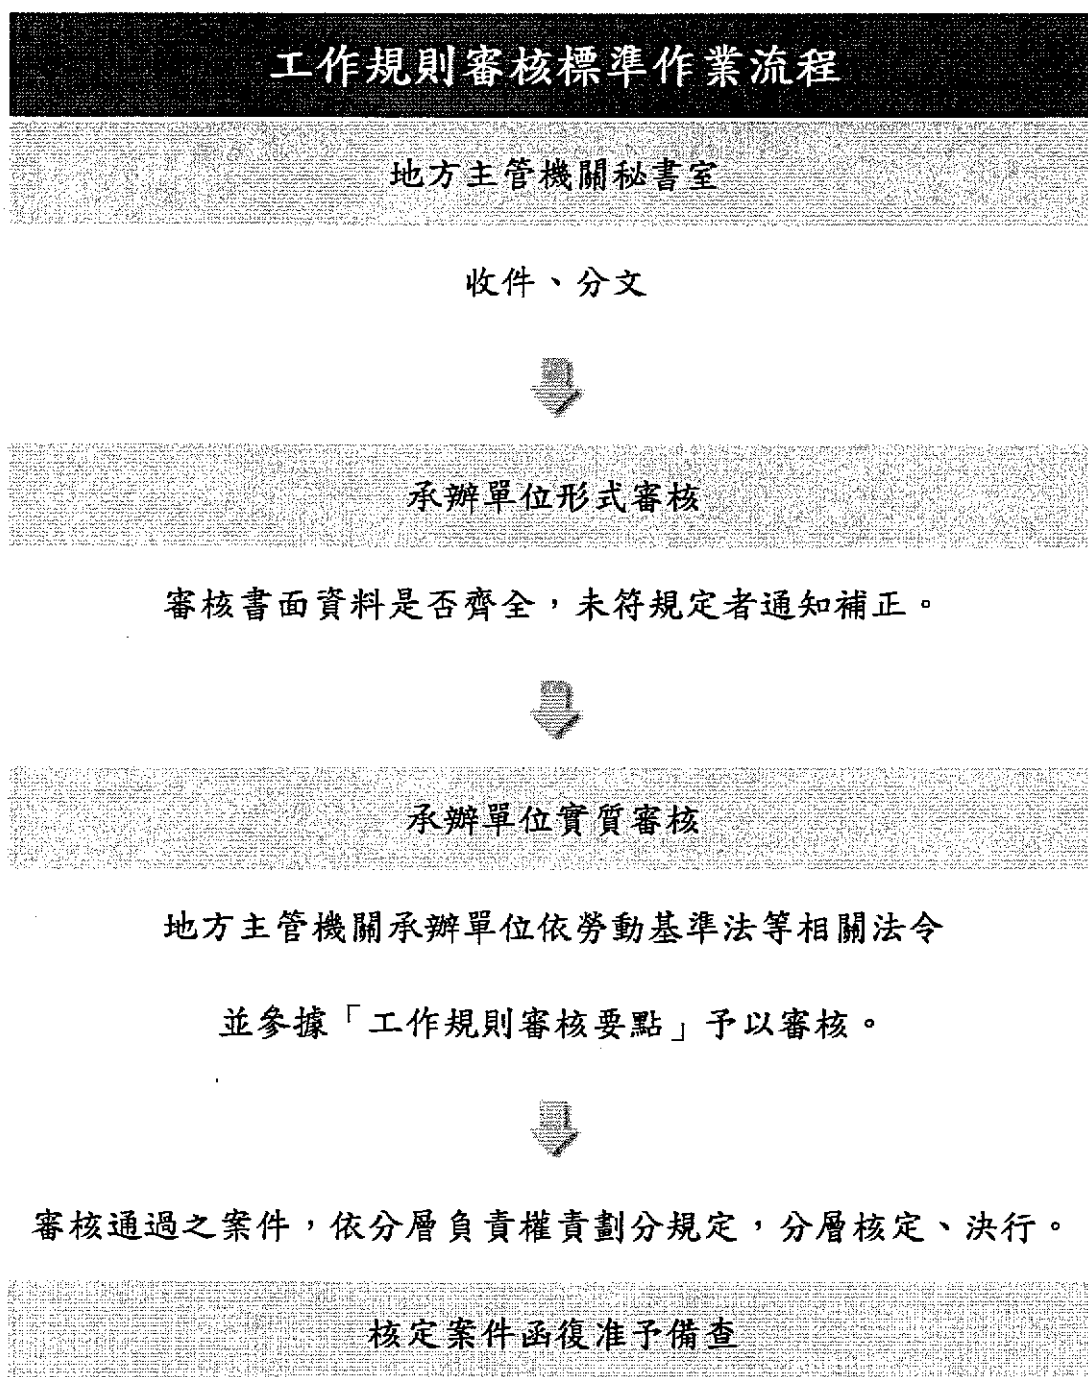 工作規則審核標準作業流程
地方主管機關秘書室
收件、分文
承辦單位形式審核
審核書面資料是否齊全，未符規定者通知補正。
承辦單位實質審核
地方主管機關承辦單位依勞動基準法等相關法令
並參據「工作規則審核要點」予以審核。
審核通過之案件，依分層負責權責劃分規定，分層核定、決行。
核定案件函復准予備查